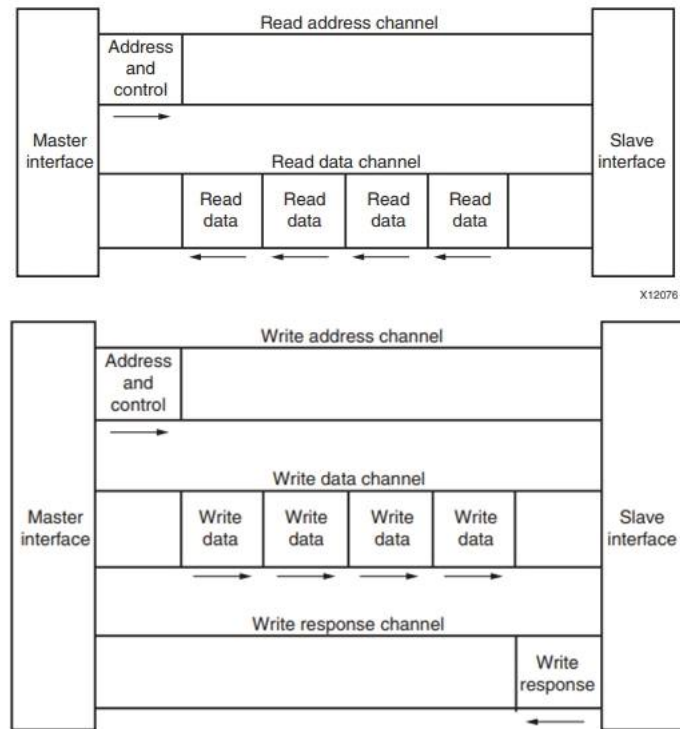 Read address channel
Address
and
control
Master
interface
Slave
interface
Read data channel
Read
data
Read
data
Read
data
Read
data
X12076
Write address channel
Address
and
control
Write data channel
Master
interface
Write
data
Write
data
Write
data
Write
data
Slave
interface
Write response channel
Write
response